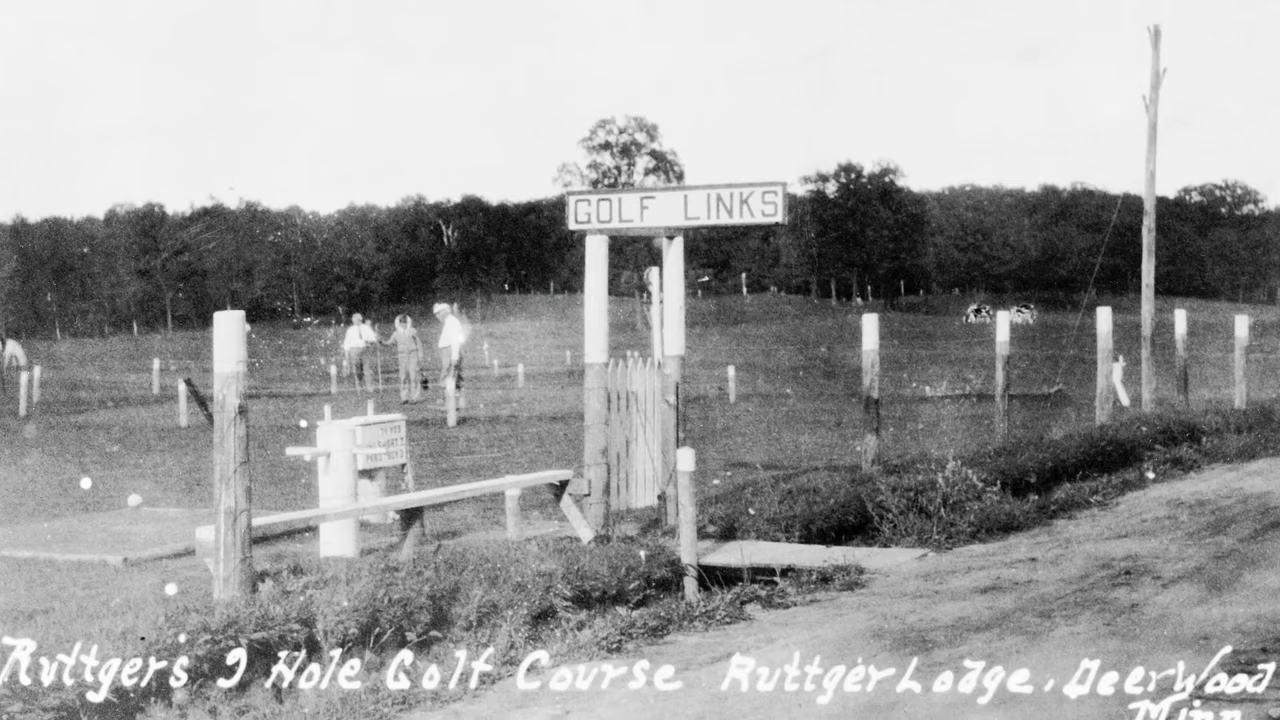 GOLF LINKS
Ruttgers 9 Hole Golf Course Ruttger Lodge. Deerwood
Minn